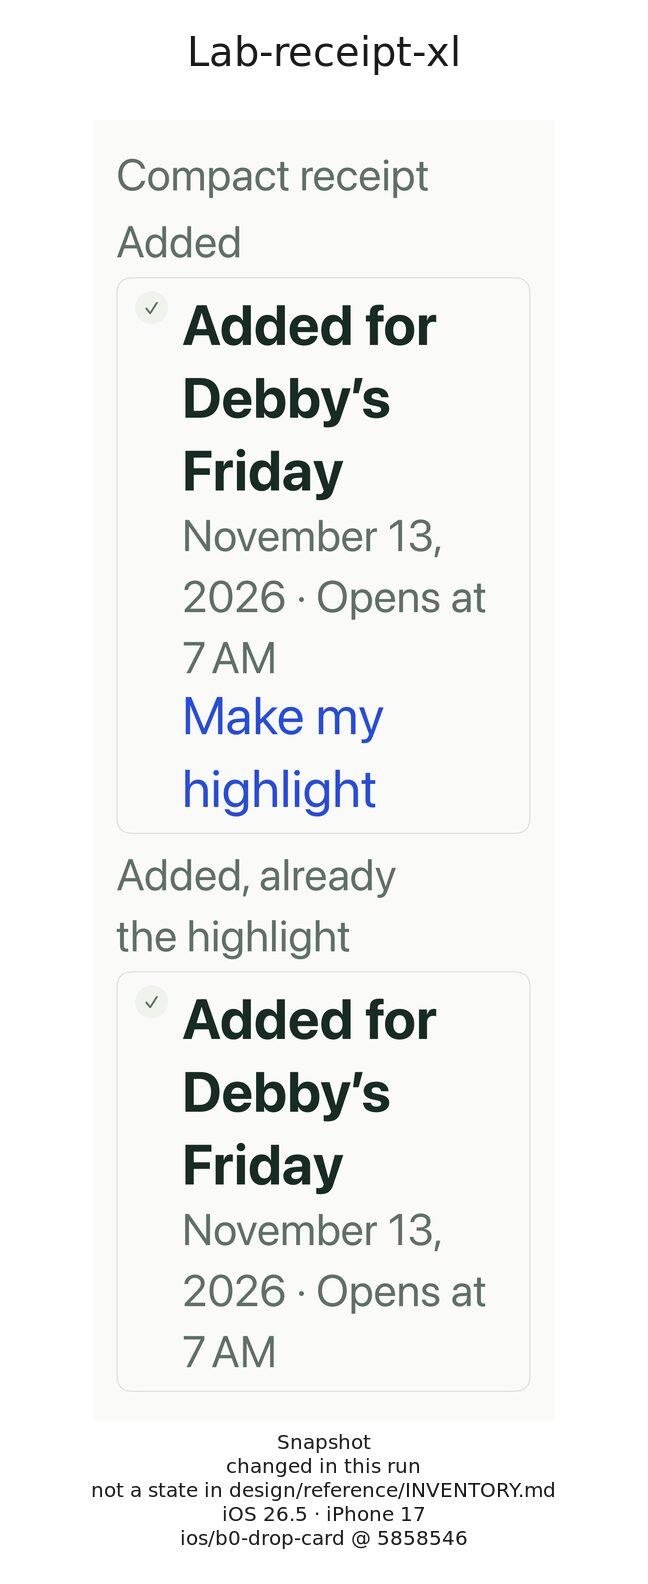 Lab-receipt-xl
Compact receipt
Added
Added for
Debby’s
Friday
November 13,
2026 · Opens at
7 AM
Make my
highlight
Added, already
the highlight
Added for
Debby’s
Friday
November 13,
2026 · Opens at
7 AM
Snapshot
changed in this run
not a state in design/reference/INVENTORY.md
iOS 26.5 · iPhone 17
ios/b0-drop-card @ 5858546